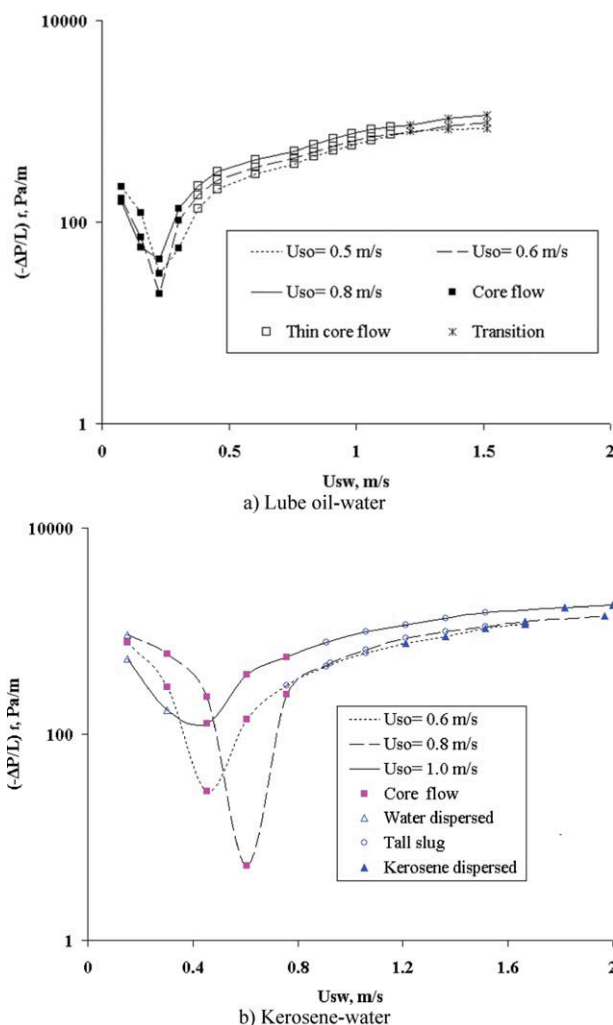 10000
100
1
(-ΔP/L) r, Pa/m
Uso= 0.5 m/s
Uso= 0.6 m/s
Uso= 0.8 m/s
Core flow
Thin core flow
Transition
0
0.5
1
1.5
2
Usw, m/s
a) Lube oil-water
10000
100
1
(-ΔP/L) r, Pa/m
Uso= 0.6 m/s
Uso= 0.8 m/s
Uso= 1.0 m/s
Core flow
Water dispersed
Tall slug
Kerosene dispersed
0
0.4
0.8
1.2
1.6
2
Usw, m/s
b) Kerosene-water